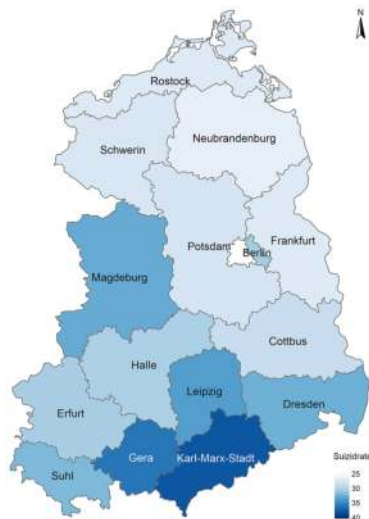 N
Rostock
Neubrandenburg
Schwerin
Potsdam
Frankfurt
Berlin
Magdeburg
Cottbus
Halle
Leipzig
Dresden
Erfurt
Gera
Karl-Marx-Stadt
Suhl
Suizidrate
25
30
35
40